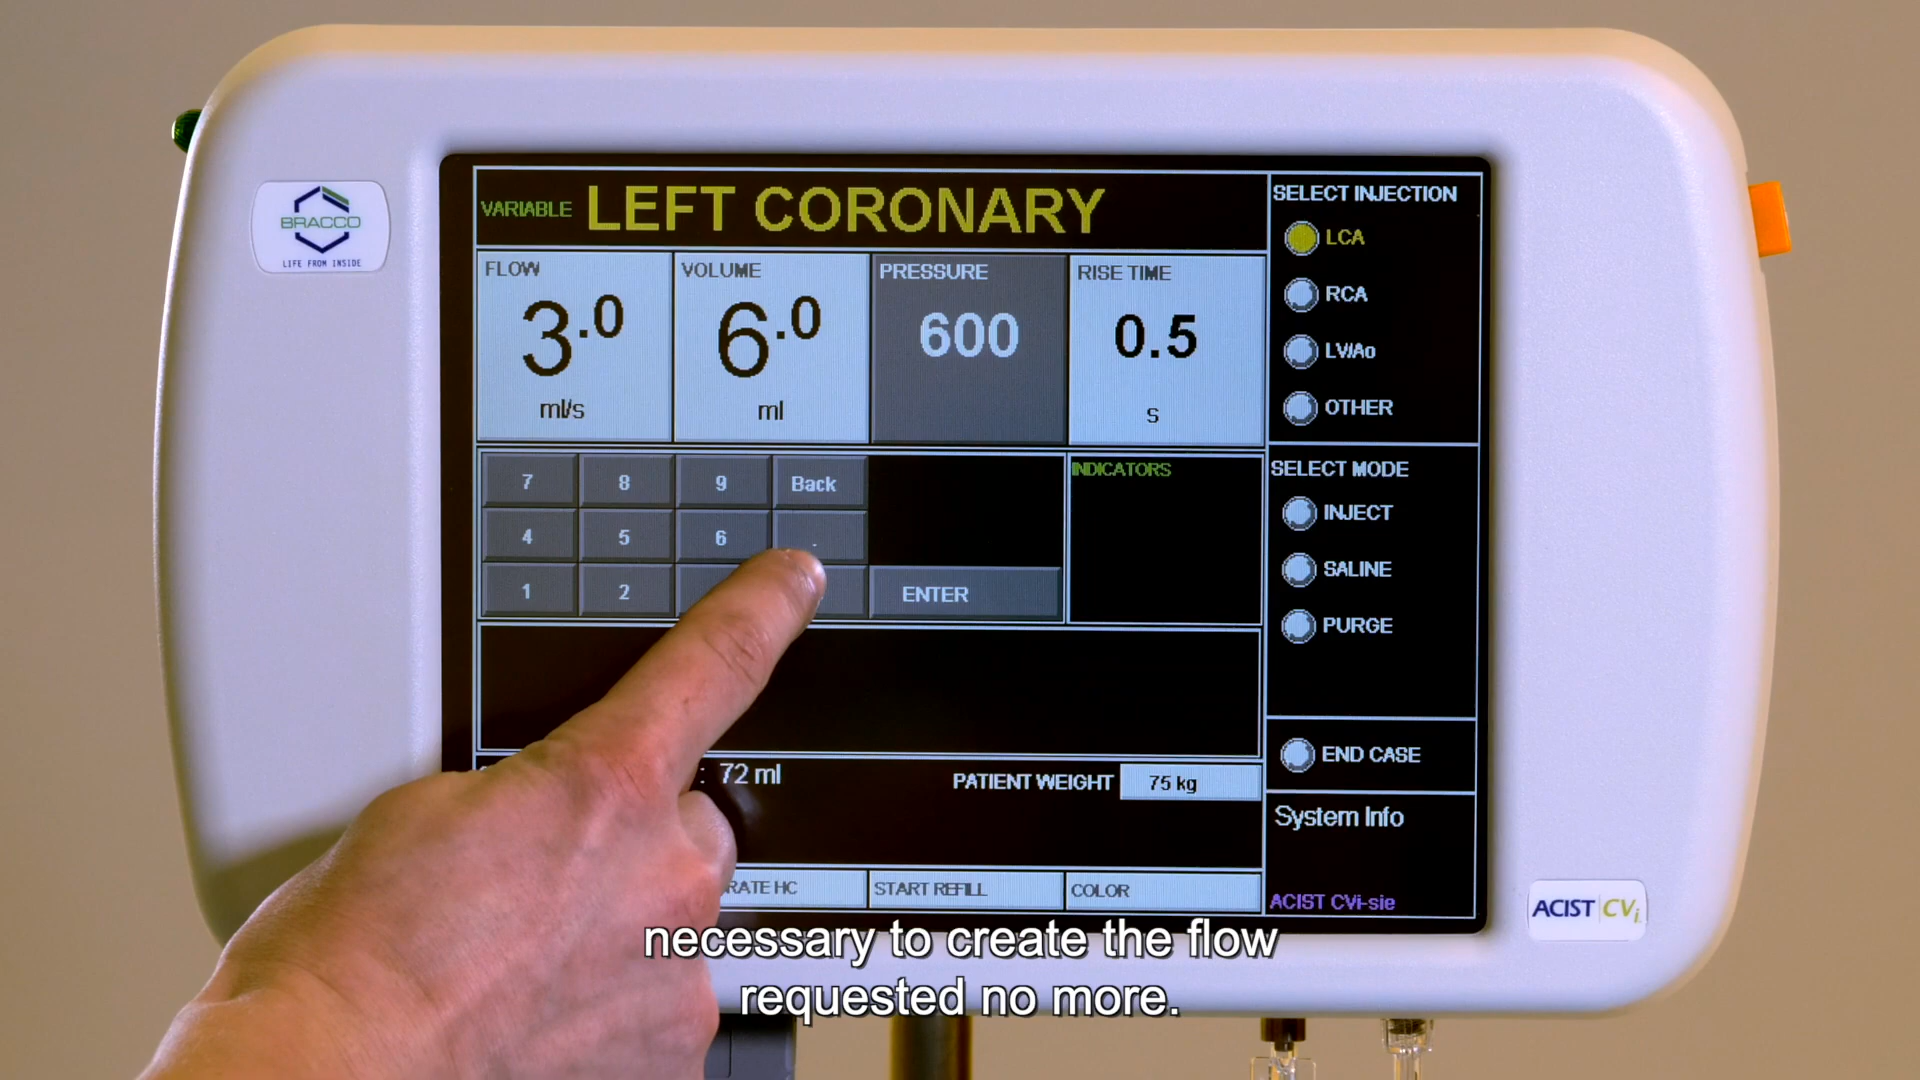 BRACCO
LIFE FROM INSIDE
VARIABLE LEFT CORONARY
FLOW
3.0
ml/s
VOLUME
6.0
ml
PRESSURE
600
RISE TIME
0.5
s
7 8 9 Back
4 5 6 .
1 2
ENTER
INDICATORS
: 72 ml
PATIENT WEIGHT 75 kg
START REFILL
COLOR
SELECT INJECTION
LCA
RCA
LV/Ao
OTHER
SELECT MODE
INJECT
SALINE
PURGE
END CASE
System Info
ACIST CVi-sie
ACIST CVi
necessary to create the flow
requested no more.